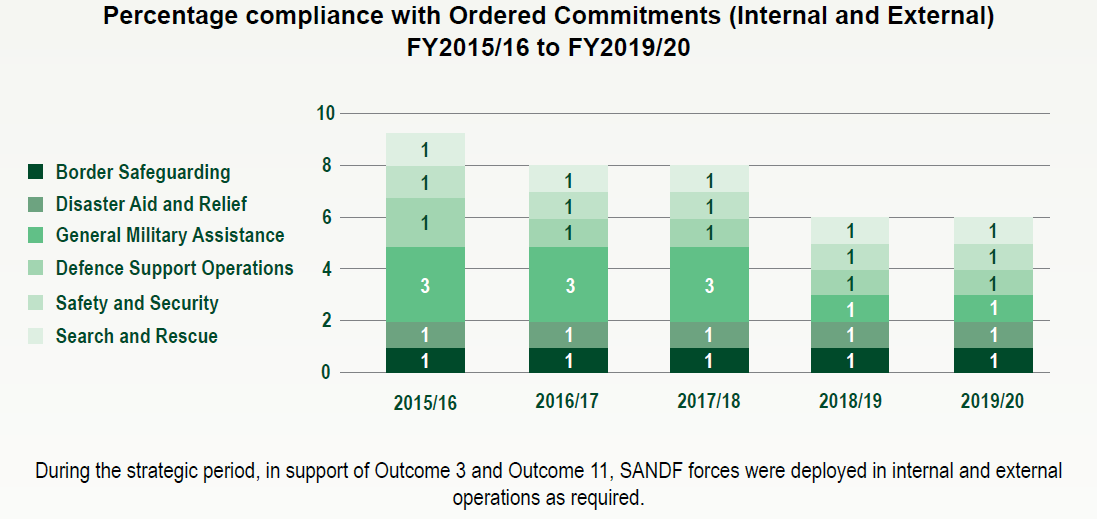 Percentage compliance with Ordered Commitments (Internal and External)
FY2015/16 to FY2019/20
Border Safeguarding
Disaster Aid and Relief
General Military Assistance
Defence Support Operations
Safety and Security
Search and Rescue
10
8
6
4
2
0
1 
1 1 1
1 1 1 1 1
1 1 1 1 1
1 1
3 3 3 1 1
1 1 1 1 1
1 1 1 1 1
2015/16 2016/17 2017/18 2018/19 2019/20
During the strategic period, in support of Outcome 3 and Outcome 11, SANDF forces were deployed in internal and external
operations as required.